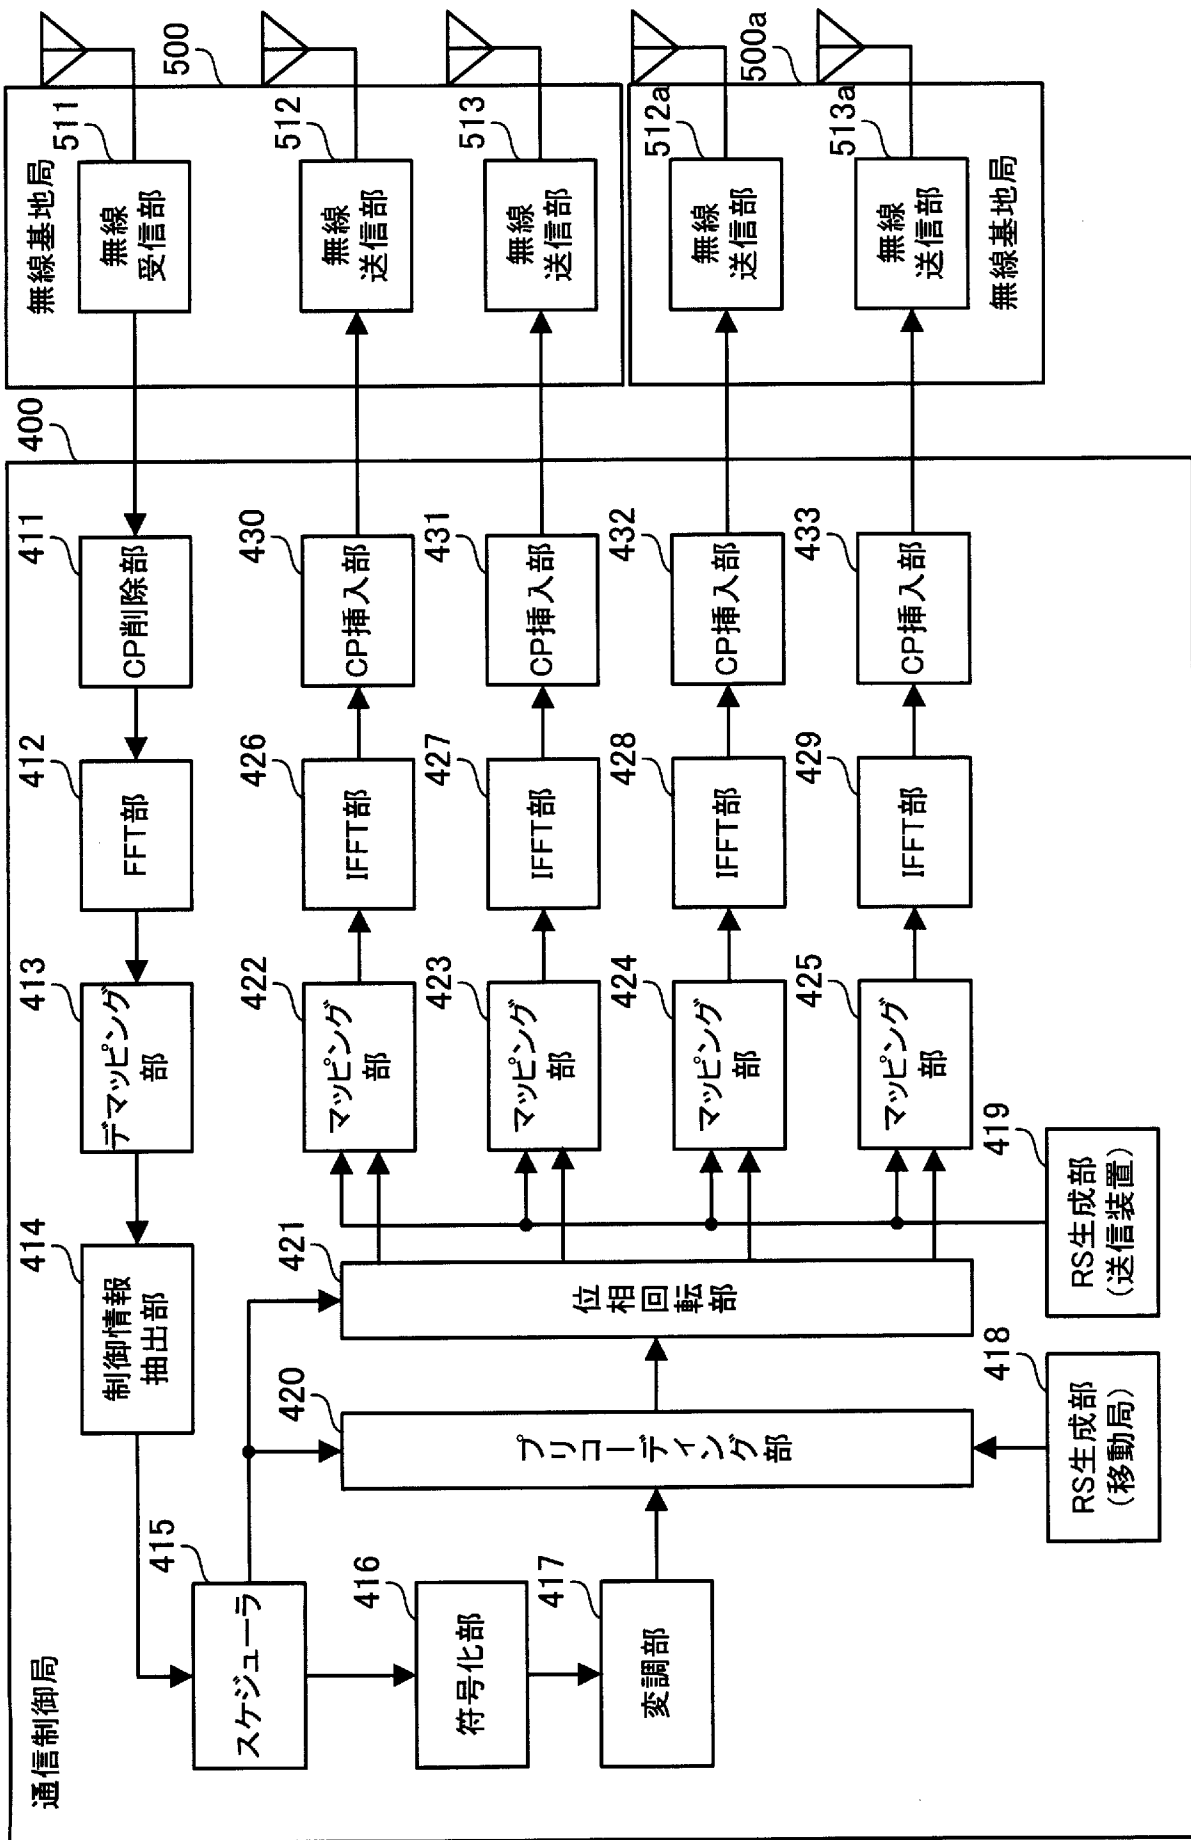 通信制御局
400
スケジューラ
415
制御情報
抽出部
414
デマッピング
部
413
FFT部
412
CP削除部
411
無線基地局
500
無線
受信部
511
符号化部
416
変調部
417
プリコーディング部
420
位相回転部
421
マッピング
部
422
IFFT部
426
CP挿入部
430
無線
送信部
512
マッピング
部
423
IFFT部
427
CP挿入部
431
無線
送信部
513
マッピング
部
424
IFFT部
428
CP挿入部
432
無線
送信部
512a
マッピング
部
425
IFFT部
429
CP挿入部
433
無線
送信部
513a
無線基地局
500a
RS生成部
(移動局)
418
RS生成部
(送信装置)
419